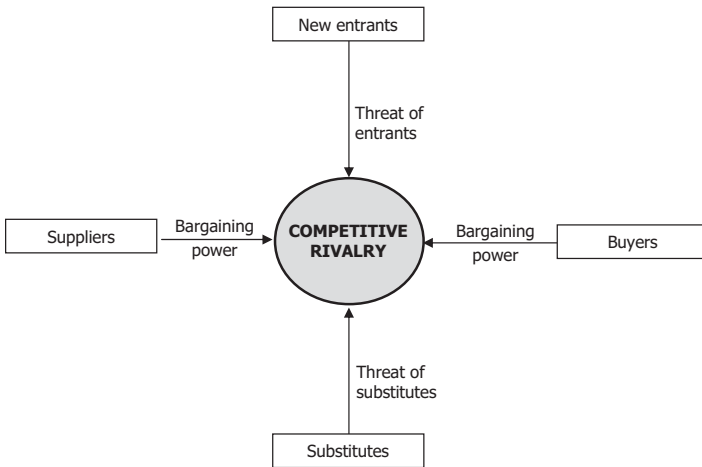 New entrants
Threat of
entrants
Suppliers
Bargaining
power
COMPETITIVE
RIVALRY
Bargaining
power
Buyers
Threat of
substitutes
Substitutes